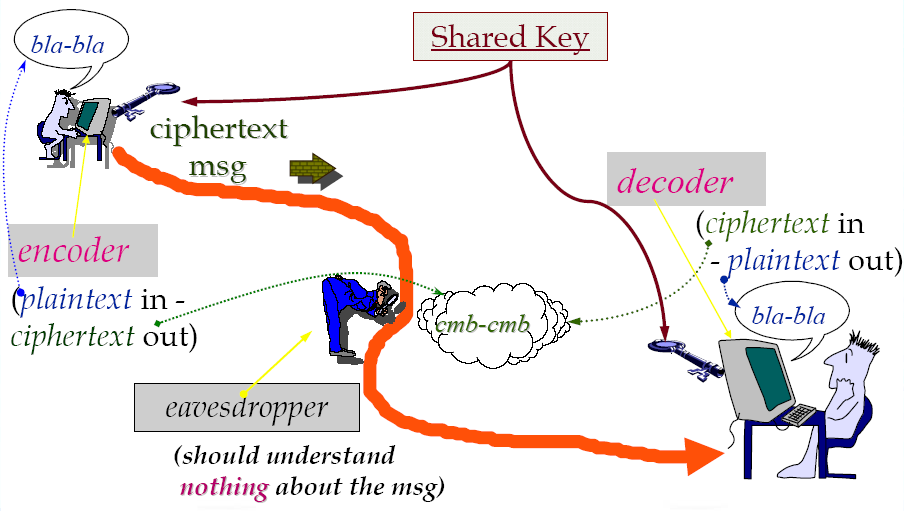 bla-bla
Shared Key
ciphertext
msg
decoder
(ciphertext in
- plaintext out)
encoder
(plaintext in -
ciphertext out)
cmb-cmb
bla-bla
eavesdropper
(should understand
nothing about the msg)